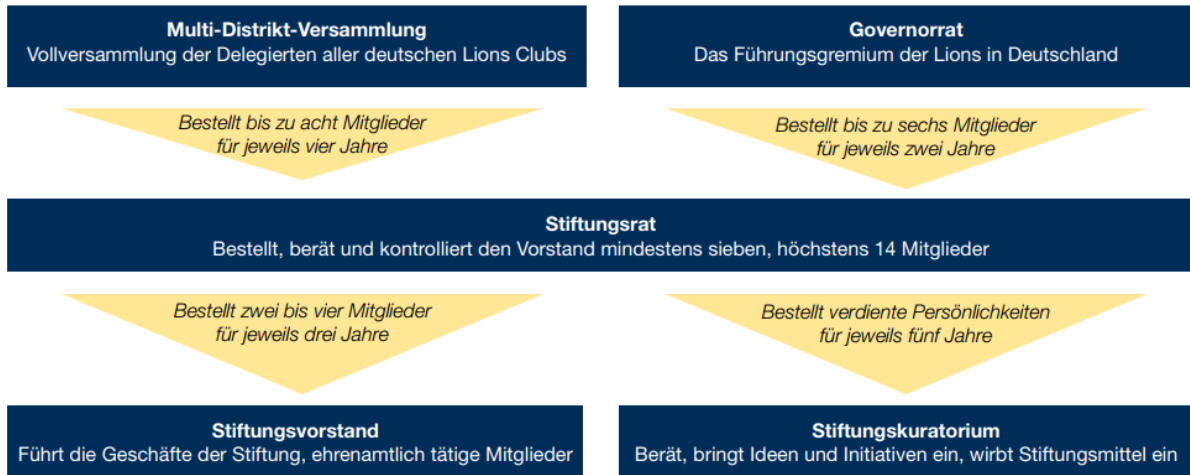 Multi-Distrikt-Versammlung
Vollversammlung der Delegierten aller deutschen Lions Clubs
Governorrat
Das Führungsgremium der Lions in Deutschland
Bestellt bis zu acht Mitglieder
für jeweils vier Jahre
Bestellt bis zu sechs Mitglieder
für jeweils zwei Jahre
Stiftungsrat
Bestellt, berät und kontrolliert den Vorstand mindestens sieben, höchstens 14 Mitglieder
Bestellt zwei bis vier Mitglieder
für jeweils drei Jahre
Bestellt verdiente Persönlichkeiten
für jeweils fünf Jahre
Stiftungsvorstand
Führt die Geschäfte der Stiftung, ehrenamtlich tätige Mitglieder
Stiftungskuratorium
Berät, bringt Ideen und Initiativen ein, wirbt Stiftungsmittel ein